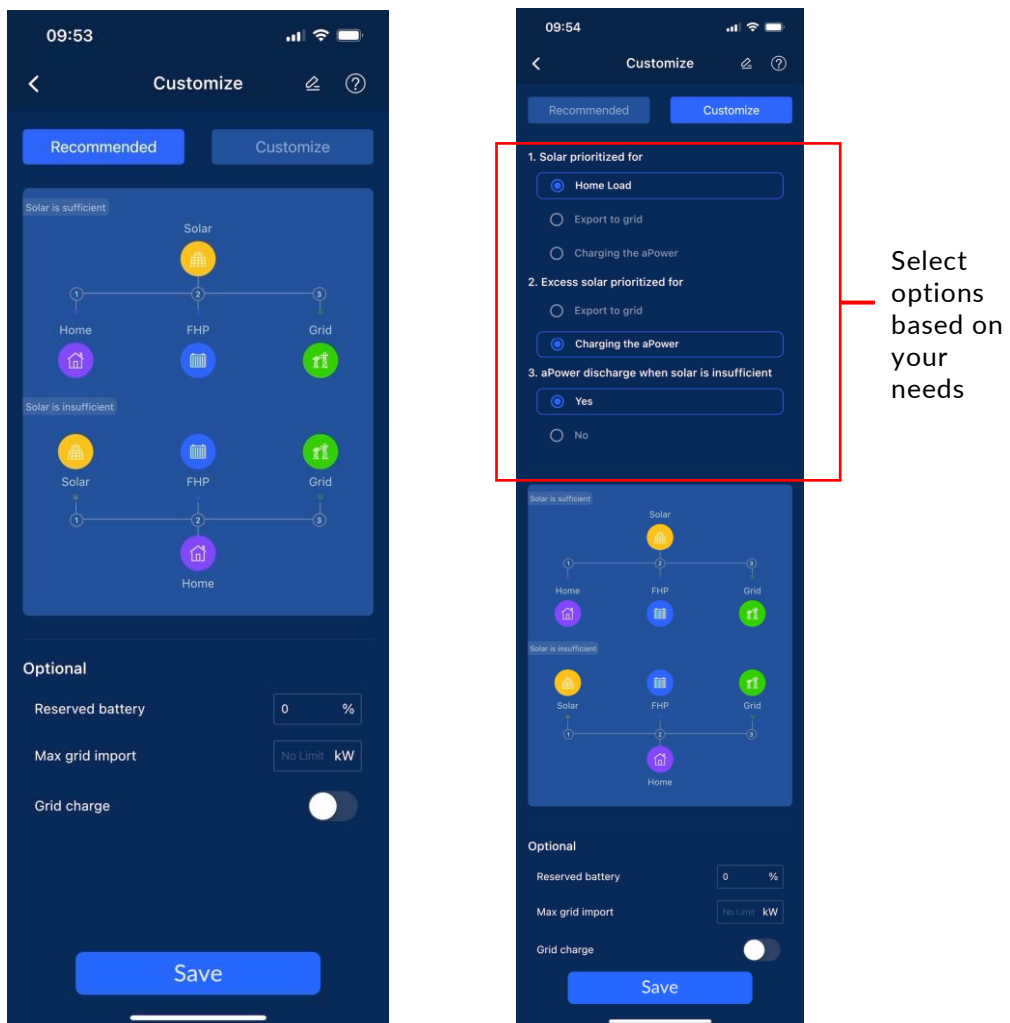 09:53
Customize
Recommended
Customize
Solar is sufficient
Solar
1
2
3
Home
FHP
Grid
Solar is insufficient
Solar
FHP
Grid
1
2
3
Home
Optional
Reserved battery
0 %
Max grid import
No Limit kW
Grid charge
Save
09:54
Customize
Recommended
Customize
1. Solar prioritized for
Home Load
Export to grid
Charging the aPower
2. Excess solar prioritized for
Export to grid
Charging the aPower
3. aPower discharge when solar is insufficient
Yes
No
Solar is sufficient
Solar
1
2
3
Home
FHP
Grid
Solar is insufficient
Solar
FHP
Grid
1
2
3
Home
Optional
Reserved battery
0 %
Max grid import
No Limit kW
Grid charge
Save
Select
options
based on
your
needs